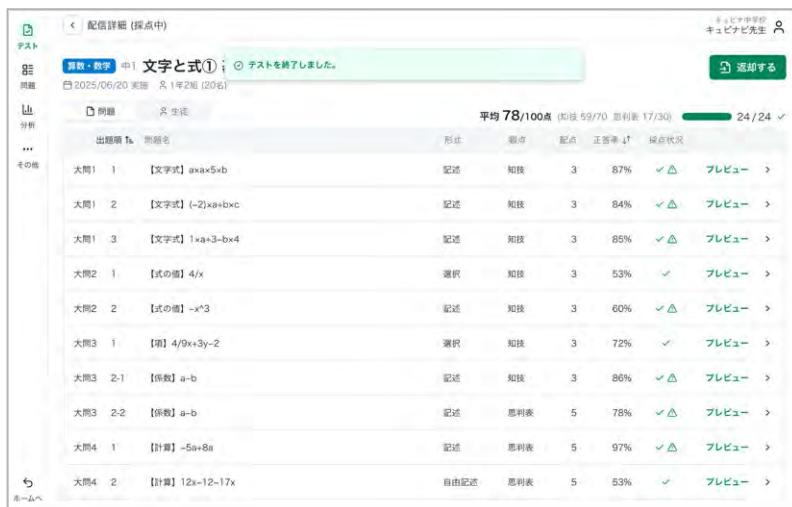 配信詳細 (採点中)
キュビナ中学校
キュビナビ先生
テスト
問題
分析
その他
ホームへ
算数・数学 中1 文字と式①
テストを終了しました。
返却する
2025/06/20 実施 1年2組 (20名)
問題 生徒
平均 78/100点 (知技 59/70 思判表 17/30) 24/24
出題順 問題名 形式 観点 配点 正答率 採点状況
大問1 1 【文字式】a×a×5×b 記述 知技 3 87% プレビュー
大問1 2 【文字式】(-2)×a+b×c 記述 知技 3 84% プレビュー
大問1 3 【文字式】1×a+3-b×4 記述 知技 3 85% プレビュー
大問2 1 【式の値】4/x 選択 知技 3 53% プレビュー
大問2 2 【式の値】-x^3 記述 知技 3 60% プレビュー
大問3 1 【項】4/9x+3y-2 選択 知技 3 72% プレビュー
大問3 2-1 【係数】a-b 記述 知技 3 86% プレビュー
大問3 2-2 【係数】a-b 記述 思判表 5 78% プレビュー
大問4 1 【計算】-5a+8a 記述 思判表 5 97% プレビュー
大問4 2 【計算】12x-12-17x 自由記述 思判表 5 53% プレビュー